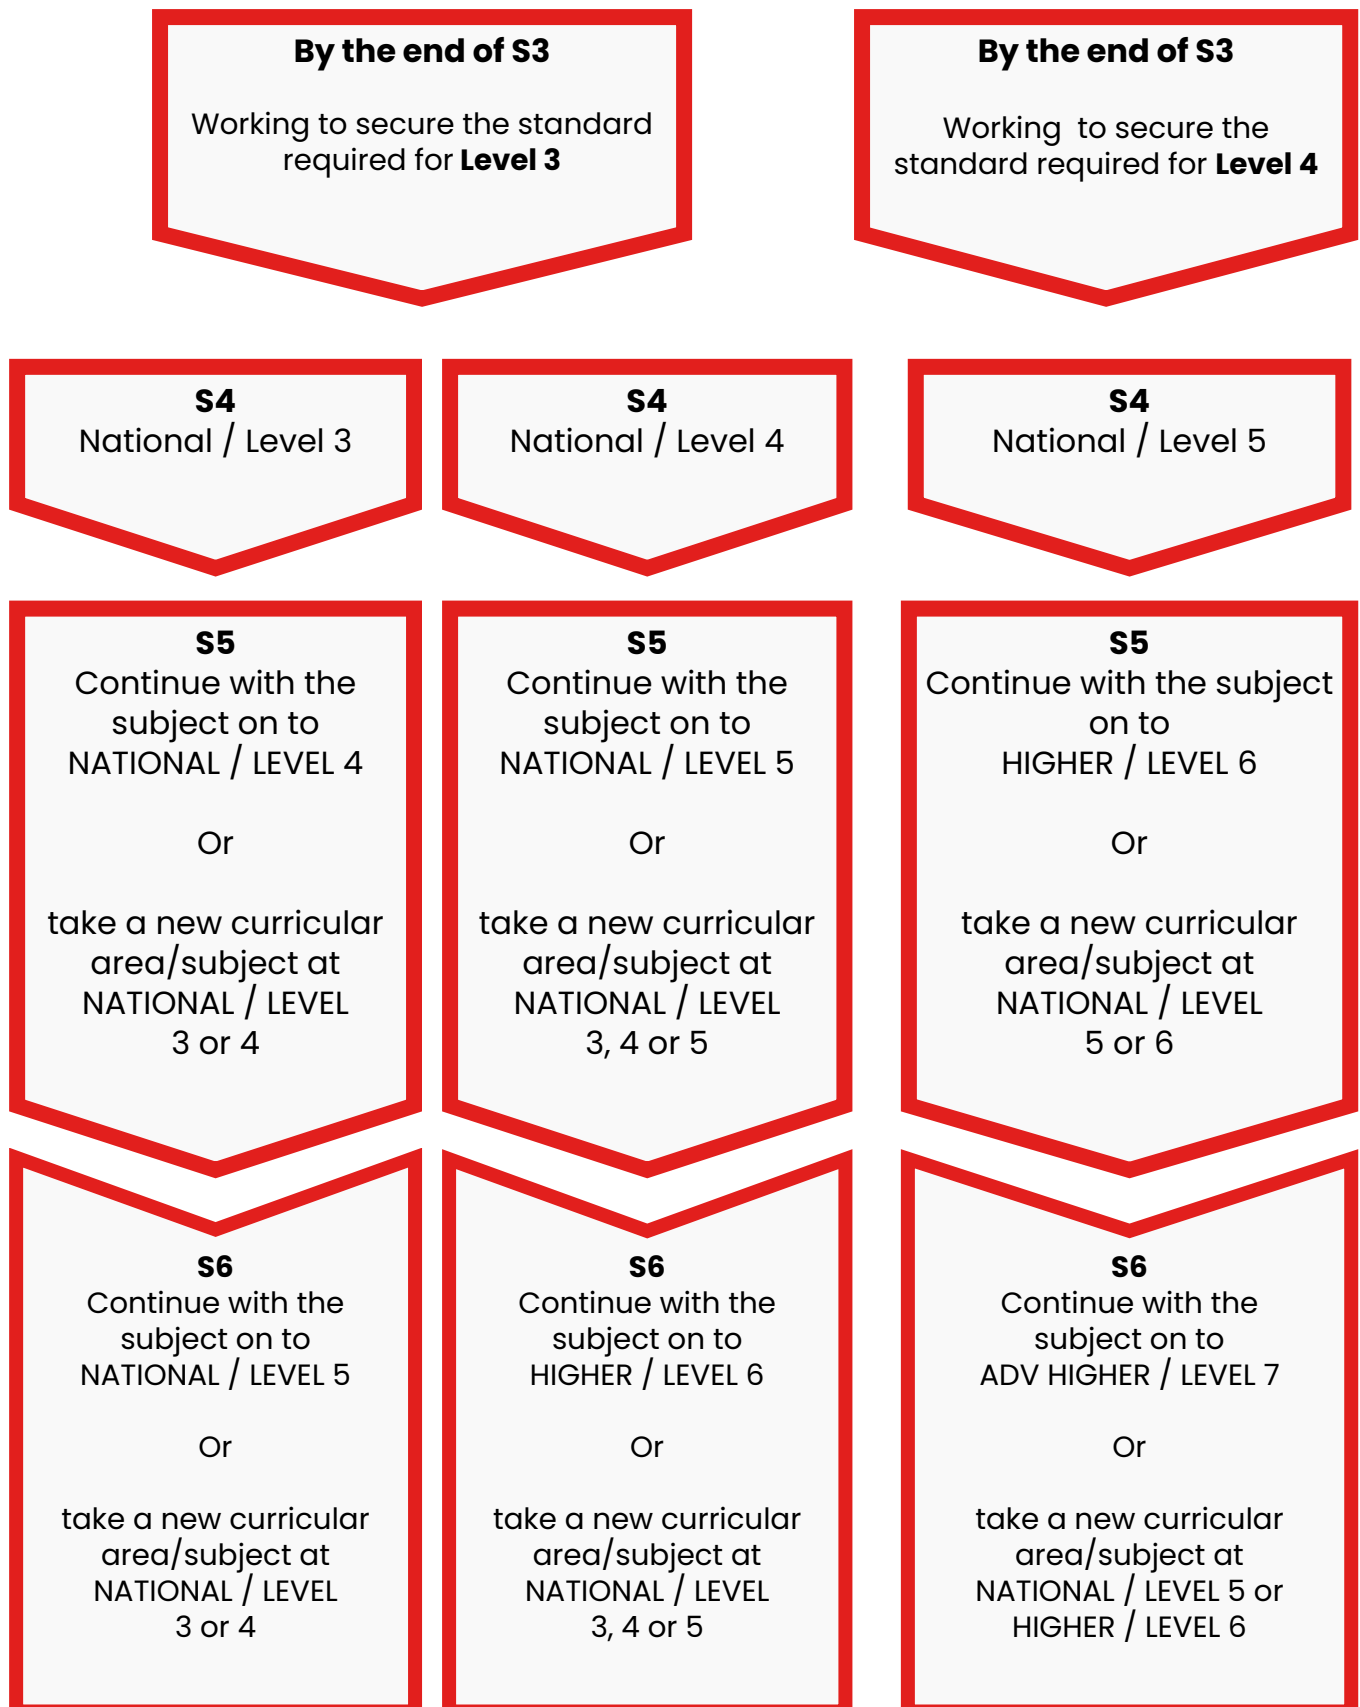 By the end of S3
Working to secure the standard
required for Level 3
By the end of S3
Working to secure the
standard required for Level 4
S4
National / Level 3
S4
National / Level 4
S4
National / Level 5
S5
Continue with the
subject on to
NATIONAL / LEVEL 4
Or
take a new curricular
area/subject at
NATIONAL / LEVEL
3 or 4
S5
Continue with the
subject on to
NATIONAL / LEVEL 5
Or
take a new curricular
area/subject at
NATIONAL / LEVEL
3, 4 or 5
S5
Continue with the subject
on to
HIGHER / LEVEL 6
Or
take a new curricular
area/subject at
NATIONAL / LEVEL
5 or 6
S6
Continue with the
subject on to
NATIONAL / LEVEL 5
Or
take a new curricular
area/subject at
NATIONAL / LEVEL
3 or 4
S6
Continue with the
subject on to
HIGHER / LEVEL 6
Or
take a new curricular
area/subject at
NATIONAL / LEVEL
3, 4 or 5
S6
Continue with the
subject on to
ADV HIGHER / LEVEL 7
Or
take a new curricular
area/subject at
NATIONAL / LEVEL 5 or
HIGHER / LEVEL 6